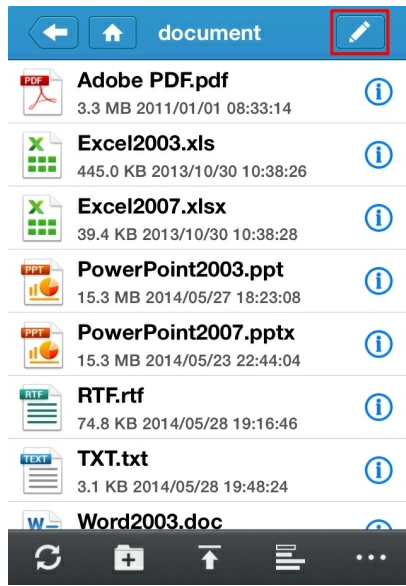 document
PDF
Adobe PDF.pdf
3.3 MB 2011/01/01 08:33:14
X
Excel2003.xls
445.0 KB 2013/10/30 10:38:26
X
Excel2007.xlsx
39.4 KB 2013/10/30 10:38:28
PPT
PowerPoint2003.ppt
15.3 MB 2014/05/27 18:23:08
PPT
PowerPoint2007.pptx
15.3 MB 2014/05/23 22:44:04
RTF
RTF.rtf
74.8 KB 2014/05/28 19:16:46
TEXT
TXT.txt
3.1 KB 2014/05/28 19:48:24
W
Word2003.doc